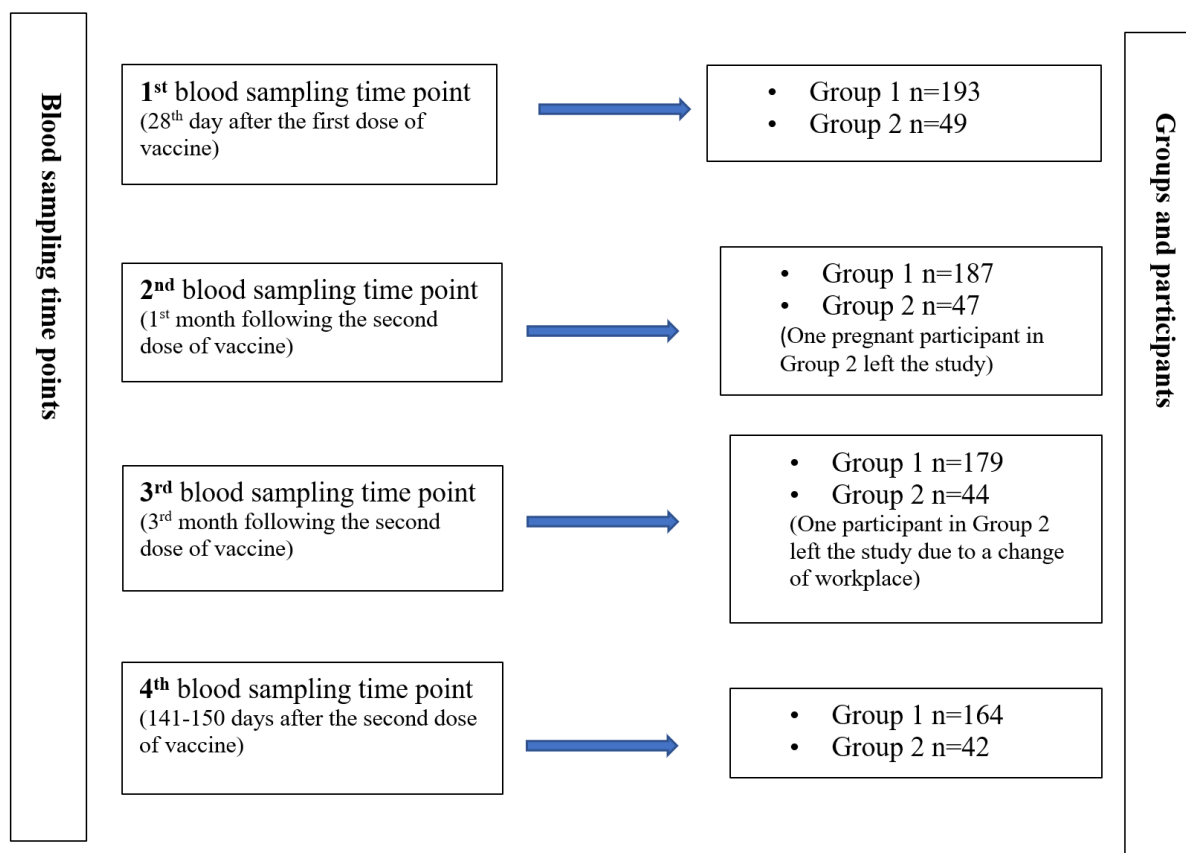 Blood sampling time points
1st blood sampling time point
(28th day after the first dose of
vaccine)
• Group 1 n=193
• Group 2 n=49
2nd blood sampling time point
(1st month following the second
dose of vaccine)
• Group 1 n=187
• Group 2 n=47
(One pregnant participant in
Group 2 left the study)
3rd blood sampling time point
(3rd month following the second
dose of vaccine)
• Group 1 n=179
• Group 2 n=44
(One participant in Group 2
left the study due to a change
of workplace)
4th blood sampling time point
(141-150 days after the second dose
of vaccine)
• Group 1 n=164
• Group 2 n=42
Groups and participants